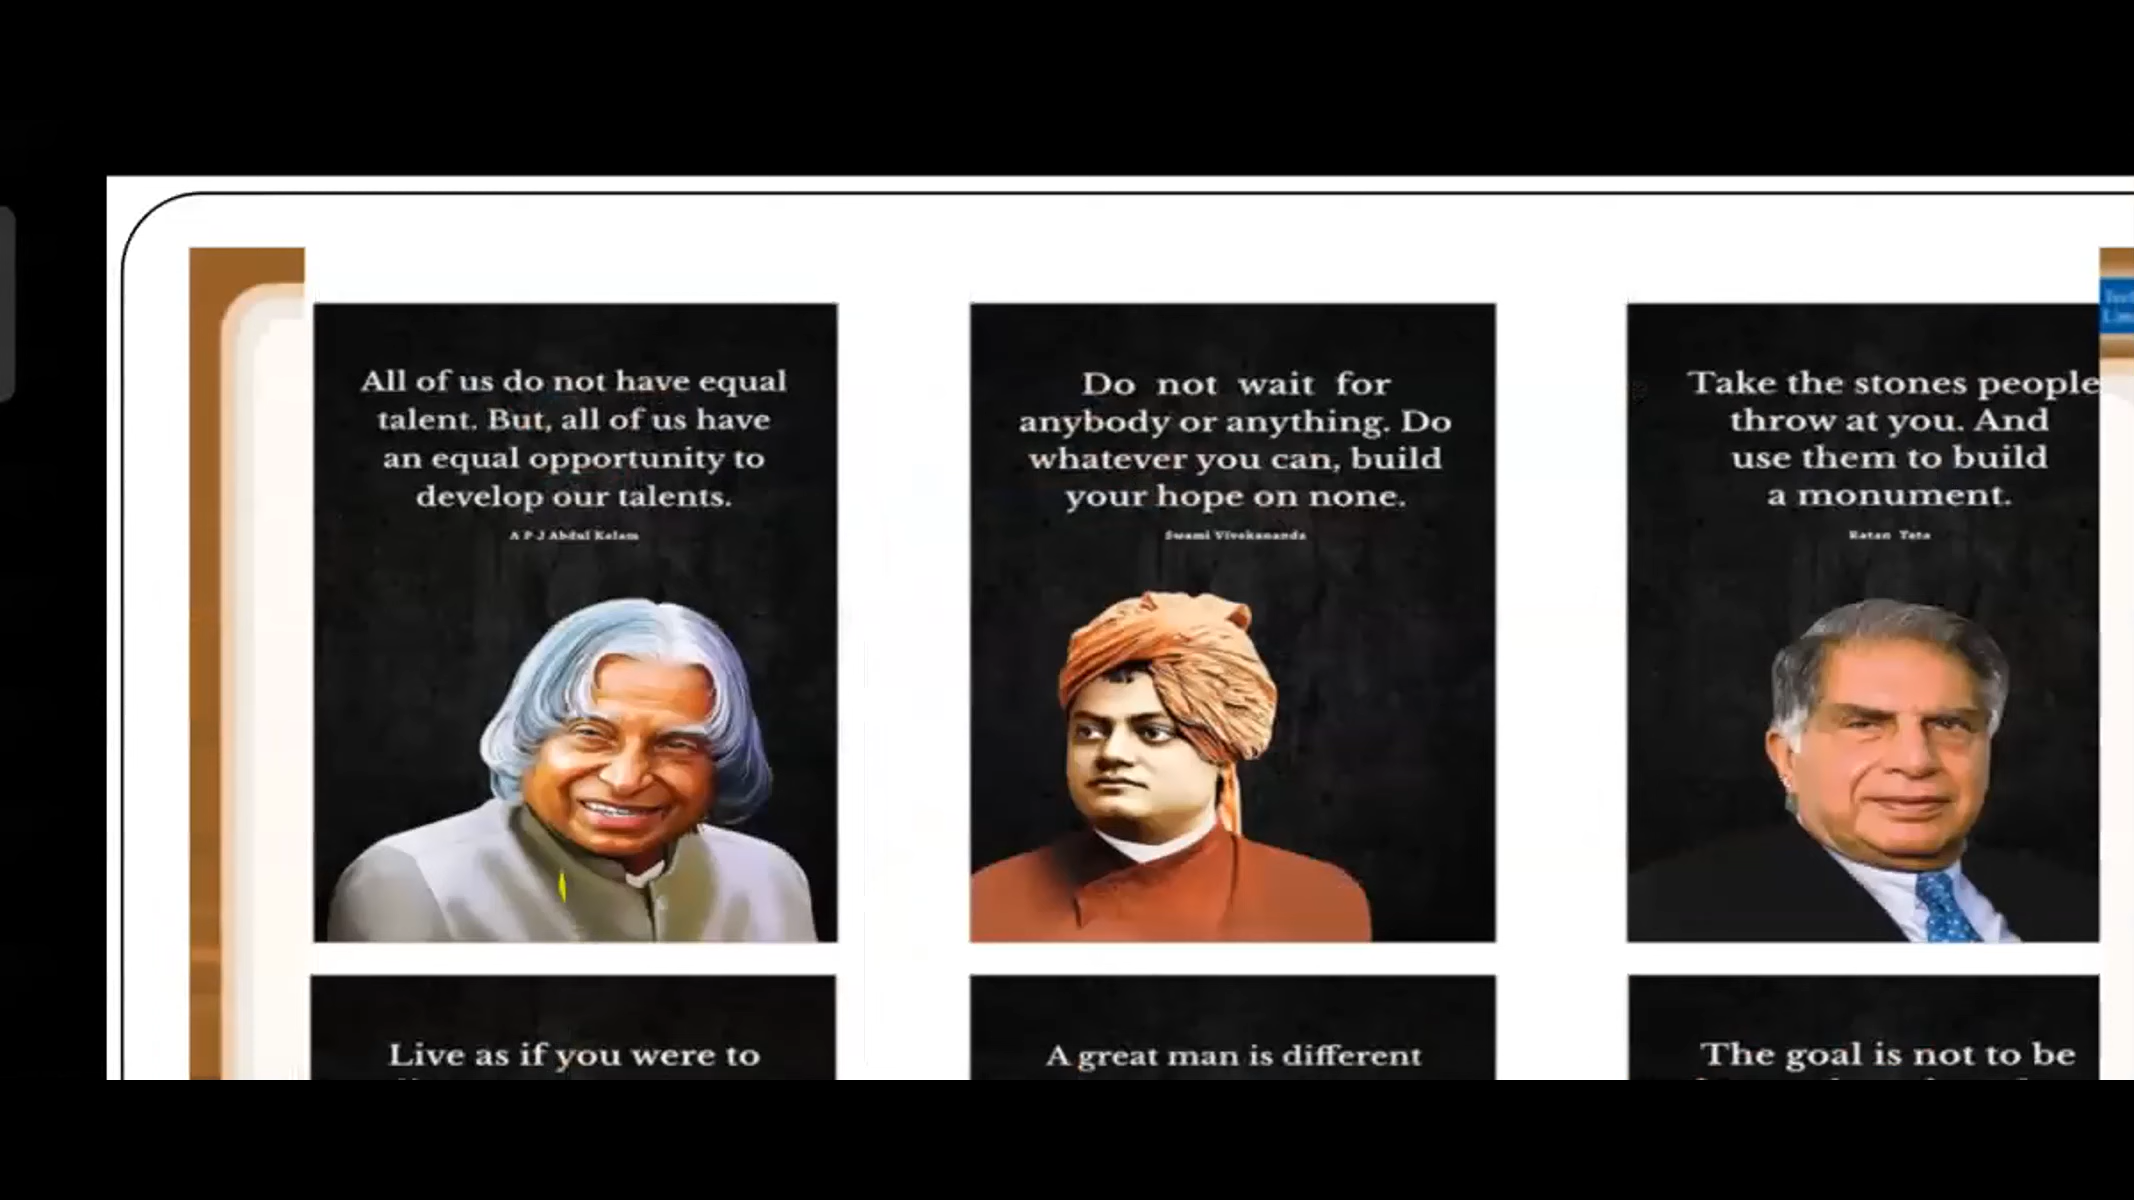 All of us do not have equal
talent. But, all of us have
an equal opportunity to
develop our talents.
A P J Abdul Kalam
Do not wait for
anybody or anything. Do
whatever you can, build
your hope on none.
Swami Vivekananda
Take the stones people
throw at you. And
use them to build
a monument.
Ratan Tata
Live as if you were to
A great man is different
The goal is not to be